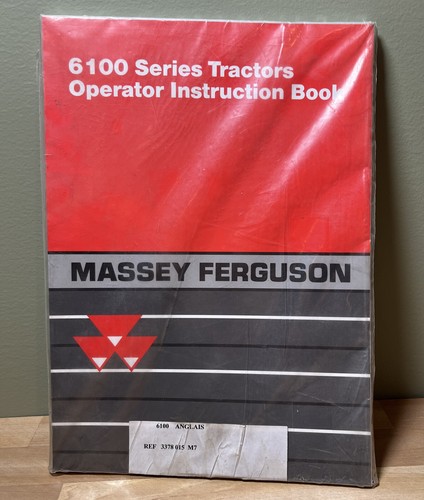 6100 Series Tractors
Operator Instruction Book
MASSEY FERGUSON
6100 ANGLAIS
REF 3378 015 M7